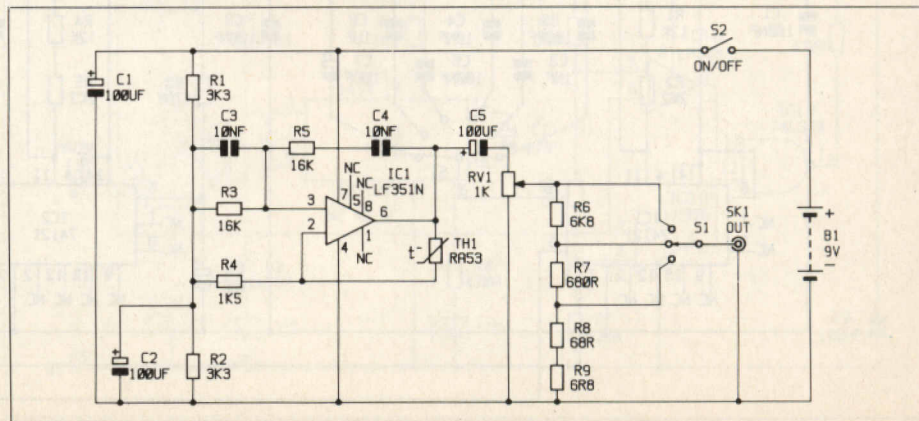 S2
ON/OFF
C1
100UF
R1
3K3
C3
10NF
R5
16K
C4
10NF
C5
100UF
IC1
LF351N
NC
7
NC
5
8
3
6
2
4
1
NC
R3
16K
R4
1K5
t-
TH1
RA53
RV1
1K
R6
6K8
S1
SK1
OUT
R7
680R
R8
68R
R9
6R8
+
B1
9V
−
+
C2
100UF
R2
3K3
+
+